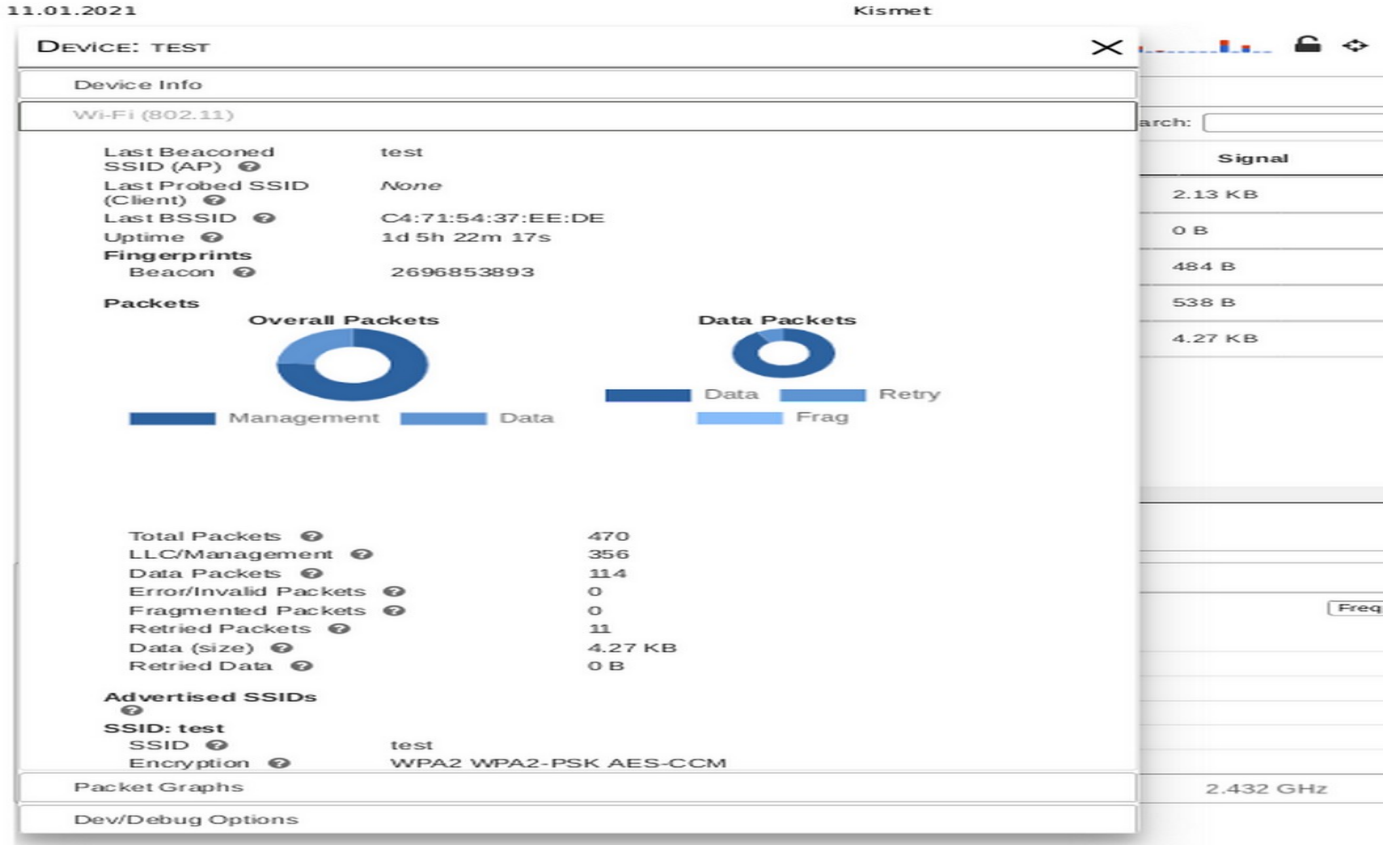 11.01.2021 Kismet
DEVICE: TEST
Device Info
Wi-Fi (802.11)
arch:
Last Beaconed SSID (AP) test
Signal
Last Probed SSID (Client) None
2.13 KB
Last BSSID C4:71:54:37:EE:DE
Uptime 1d 5h 22m 17s
0 B
Fingerprints
Beacon 2696853893
484 B
Packets
538 B
Overall Packets Data Packets
4.27 KB
Data Retry
Management Data Frag
Total Packets 470
LLC/Management 356
Data Packets 114
Error/Invalid Packets 0
Fragmented Packets 0
Freq
Retried Packets 11
Data (size) 4.27 KB
Retried Data 0 B
Advertised SSIDs
SSID: test
SSID test
Encryption WPA2 WPA2-PSK AES-CCM
Packet Graphs
2.432 GHz
Dev/Debug Options